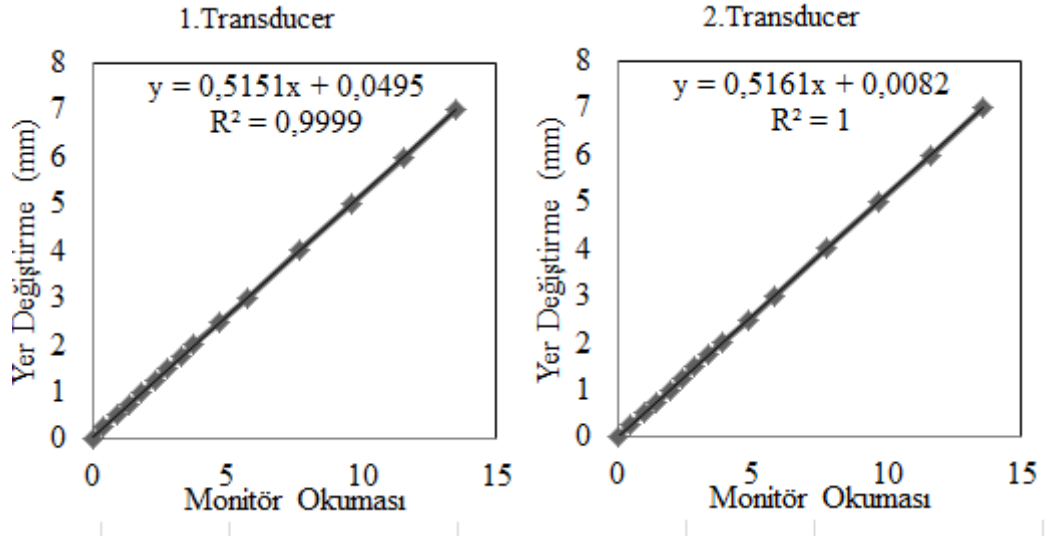 1.Transducer
y = 0,5151x + 0,0495
R² = 0,9999
8
7
6
5
4
3
2
1
0
Yer Değiştirme (mm)
0 5 10 15
Monitör Okuması
2.Transducer
y = 0,5161x + 0,0082
R² = 1
8
7
6
5
4
3
2
1
0
Yer Değiştirme (mm)
0 5 10 15
Monitör Okuması